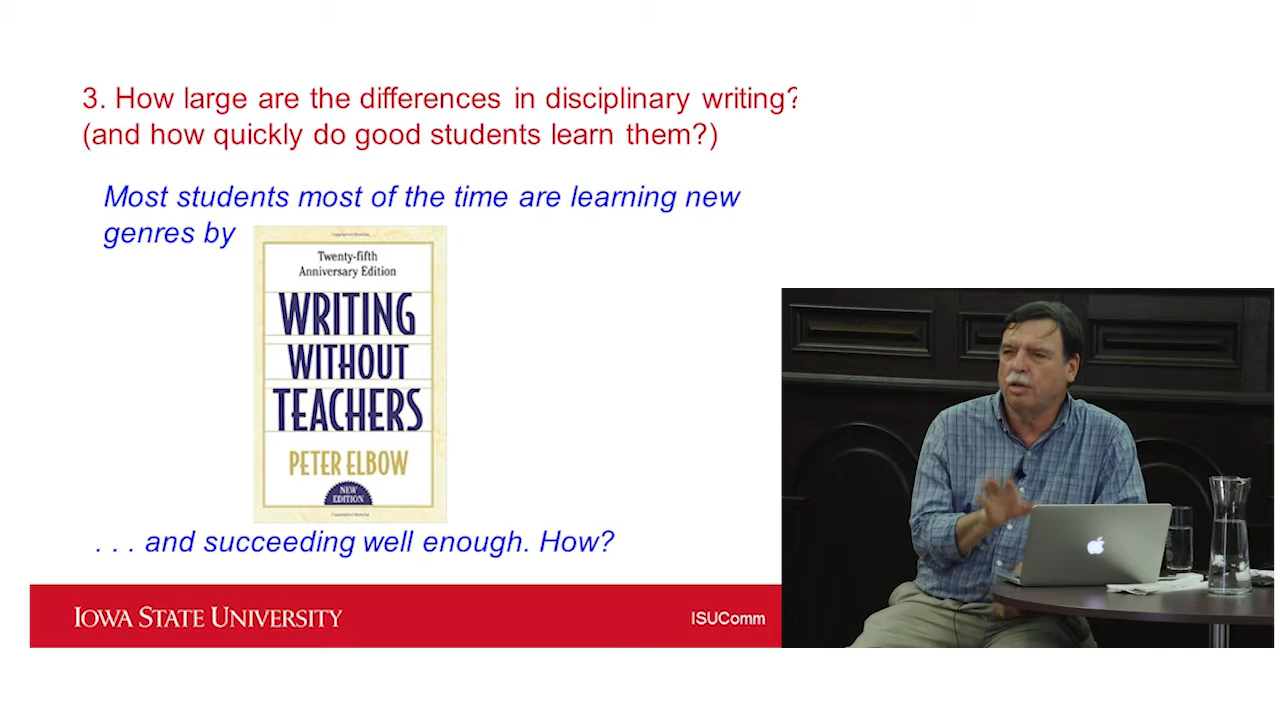 3. How large are the differences in disciplinary writing?
(and how quickly do good students learn them?)
Most students most of the time are learning new
genres by
Twenty-fifth
Anniversary Edition
WRITING
WITHOUT
TEACHERS
PETER ELBOW
NEW
EDITION
. . . and succeeding well enough. How?
IOWA STATE UNIVERSITY
ISUComm